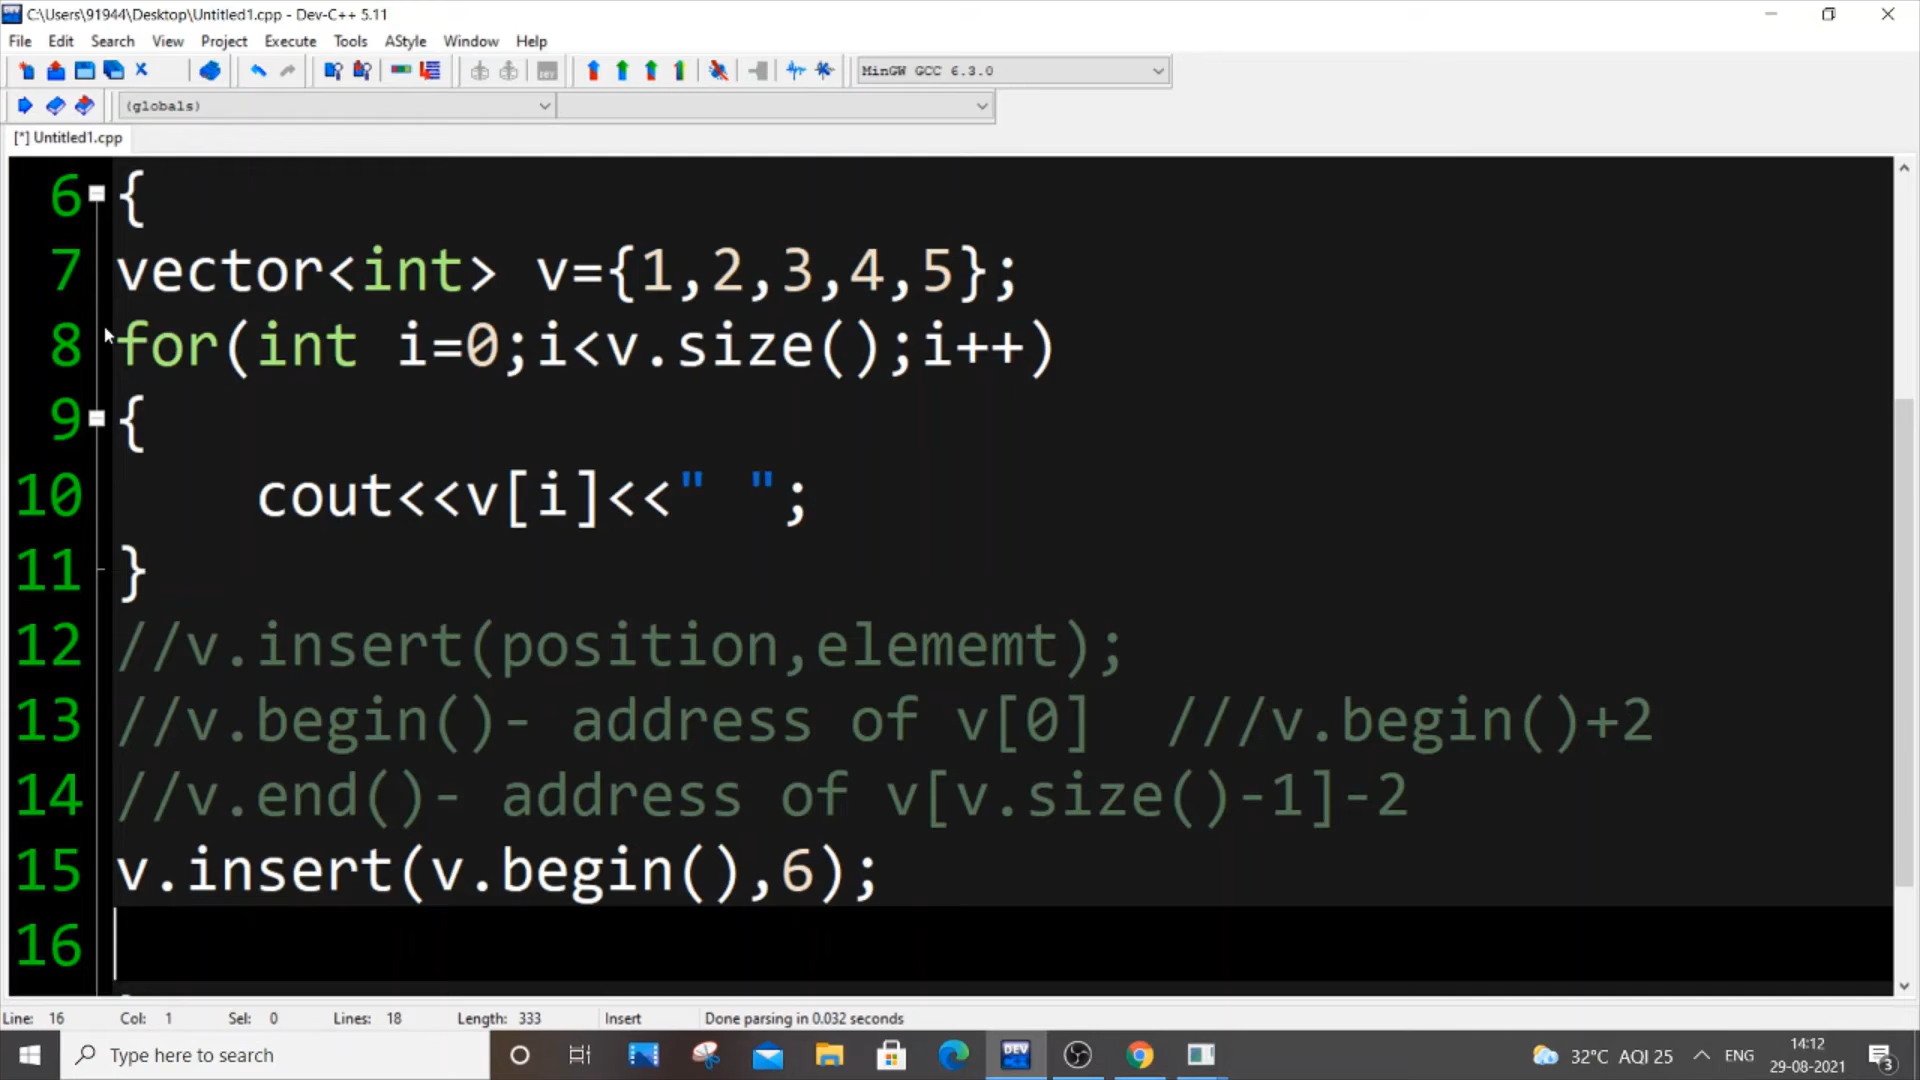 C:\Users\91944\Desktop\Untitled1.cpp - Dev-C++ 5.11
File Edit Search View Project Execute Tools AStyle Window Help
MinGW GCC 6.3.0
(globals)
[*] Untitled1.cpp
6 {
7 vector<int> v={1,2,3,4,5};
8 for(int i=0;i<v.size();i++)
9 {
10 cout<<v[i]<<" ";
11 }
12 //v.insert(position,elememt);
13 //v.begin()- address of v[0] ///v.begin()+2
14 //v.end()- address of v[v.size()-1]-2
15 v.insert(v.begin(),6);
16
Line: 16 Col: 1 Sel: 0 Lines: 18 Length: 333 Insert Done parsing in 0.032 seconds
Type here to search DEV 32°C AQI 25 ENG 14:12
29-08-2021 3